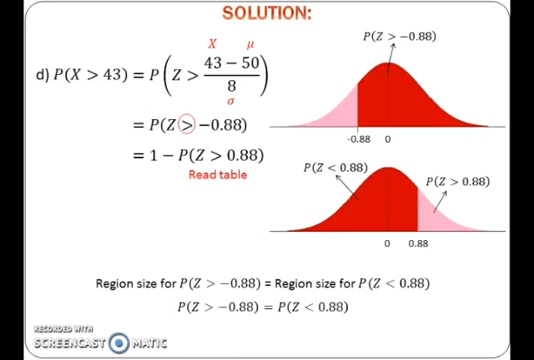 SOLUTION:
X μ
d) P(X > 43) = P(Z > (43 − 50)/8)
σ
= P(Z > −0.88)
= 1 − P(Z > 0.88)
Read table
P(Z > −0.88)
-0.88 0
P(Z < 0.88)
P(Z > 0.88)
0 0.88
Region size for P(Z > −0.88) = Region size for P(Z < 0.88)
P(Z > −0.88) = P(Z < 0.88)
RECORDED WITH
SCREENCAST MATIC